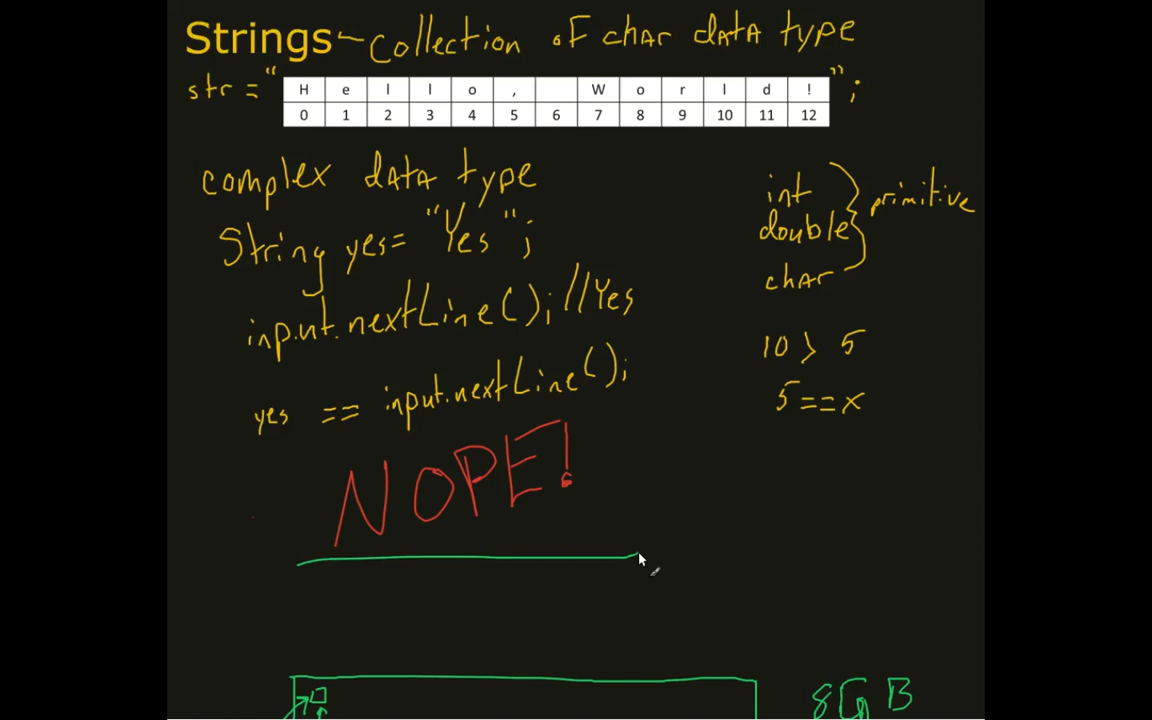 Strings - Collection of char data type
str = " H e l l o , W o r l d ! ";
0 1 2 3 4 5 6 7 8 9 10 11 12
complex data type
String yes= "Yes";
input.nextLine(); //Yes
yes == input.nextLine();
NOPE!
int
double
char
primitive
10 > 5
5==x
8GB